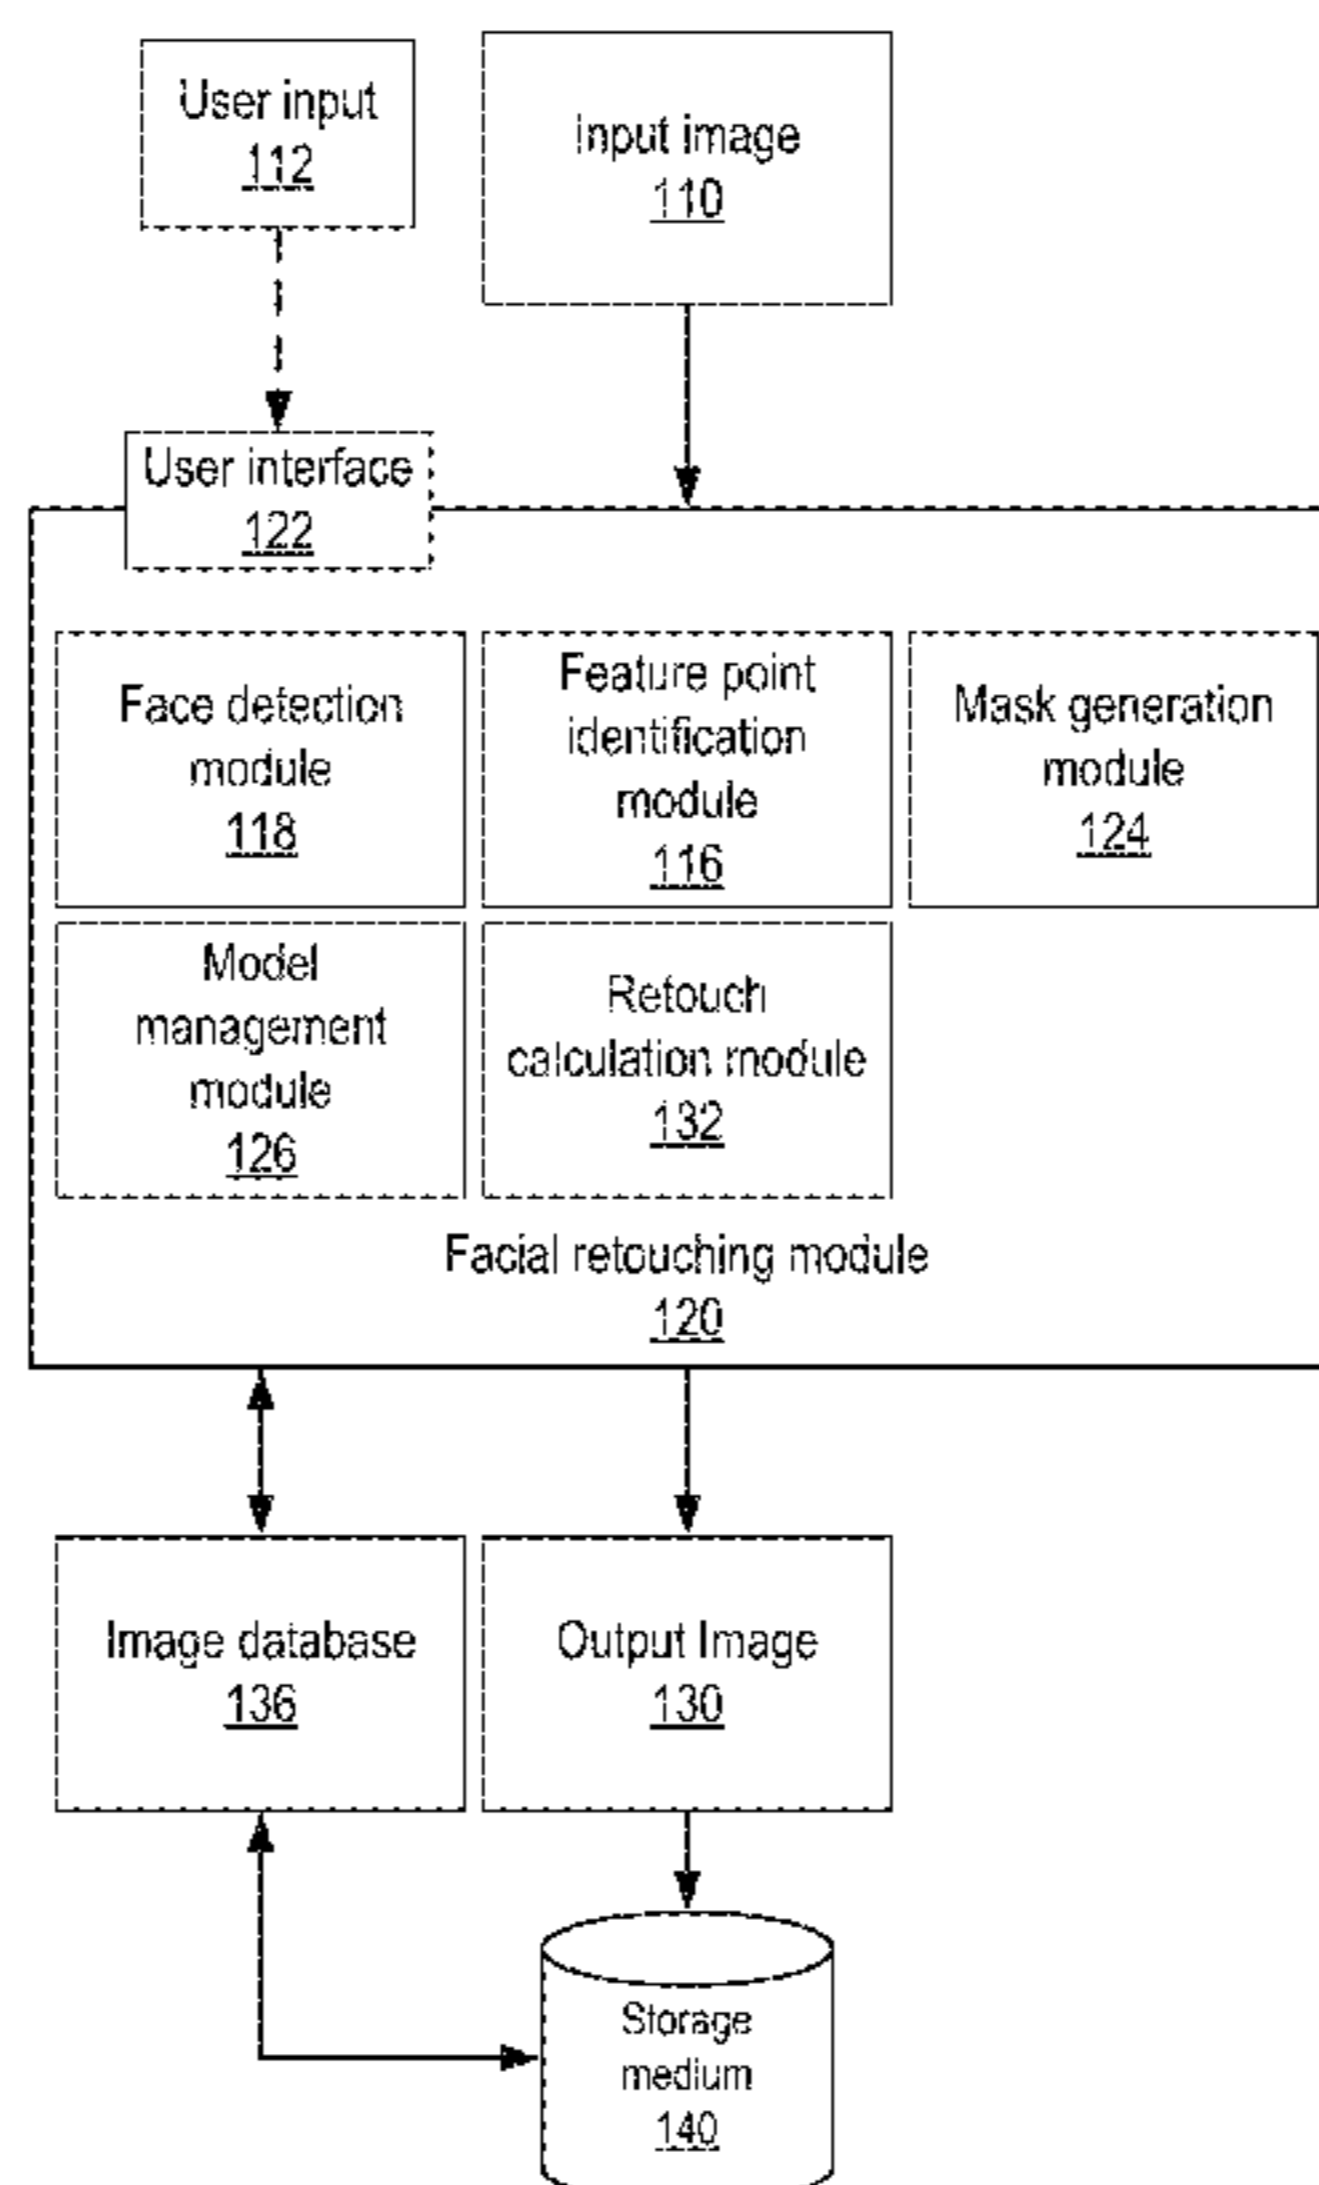 User input
112
Input image
110
User interface
122
Face detection
module
118
Feature point
identification
module
116
Mask generation
module
124
Model
management
module
126
Retouch
calculation module
132
Facial retouching module
120
Image database
136
Output Image
130
Storage
medium
140